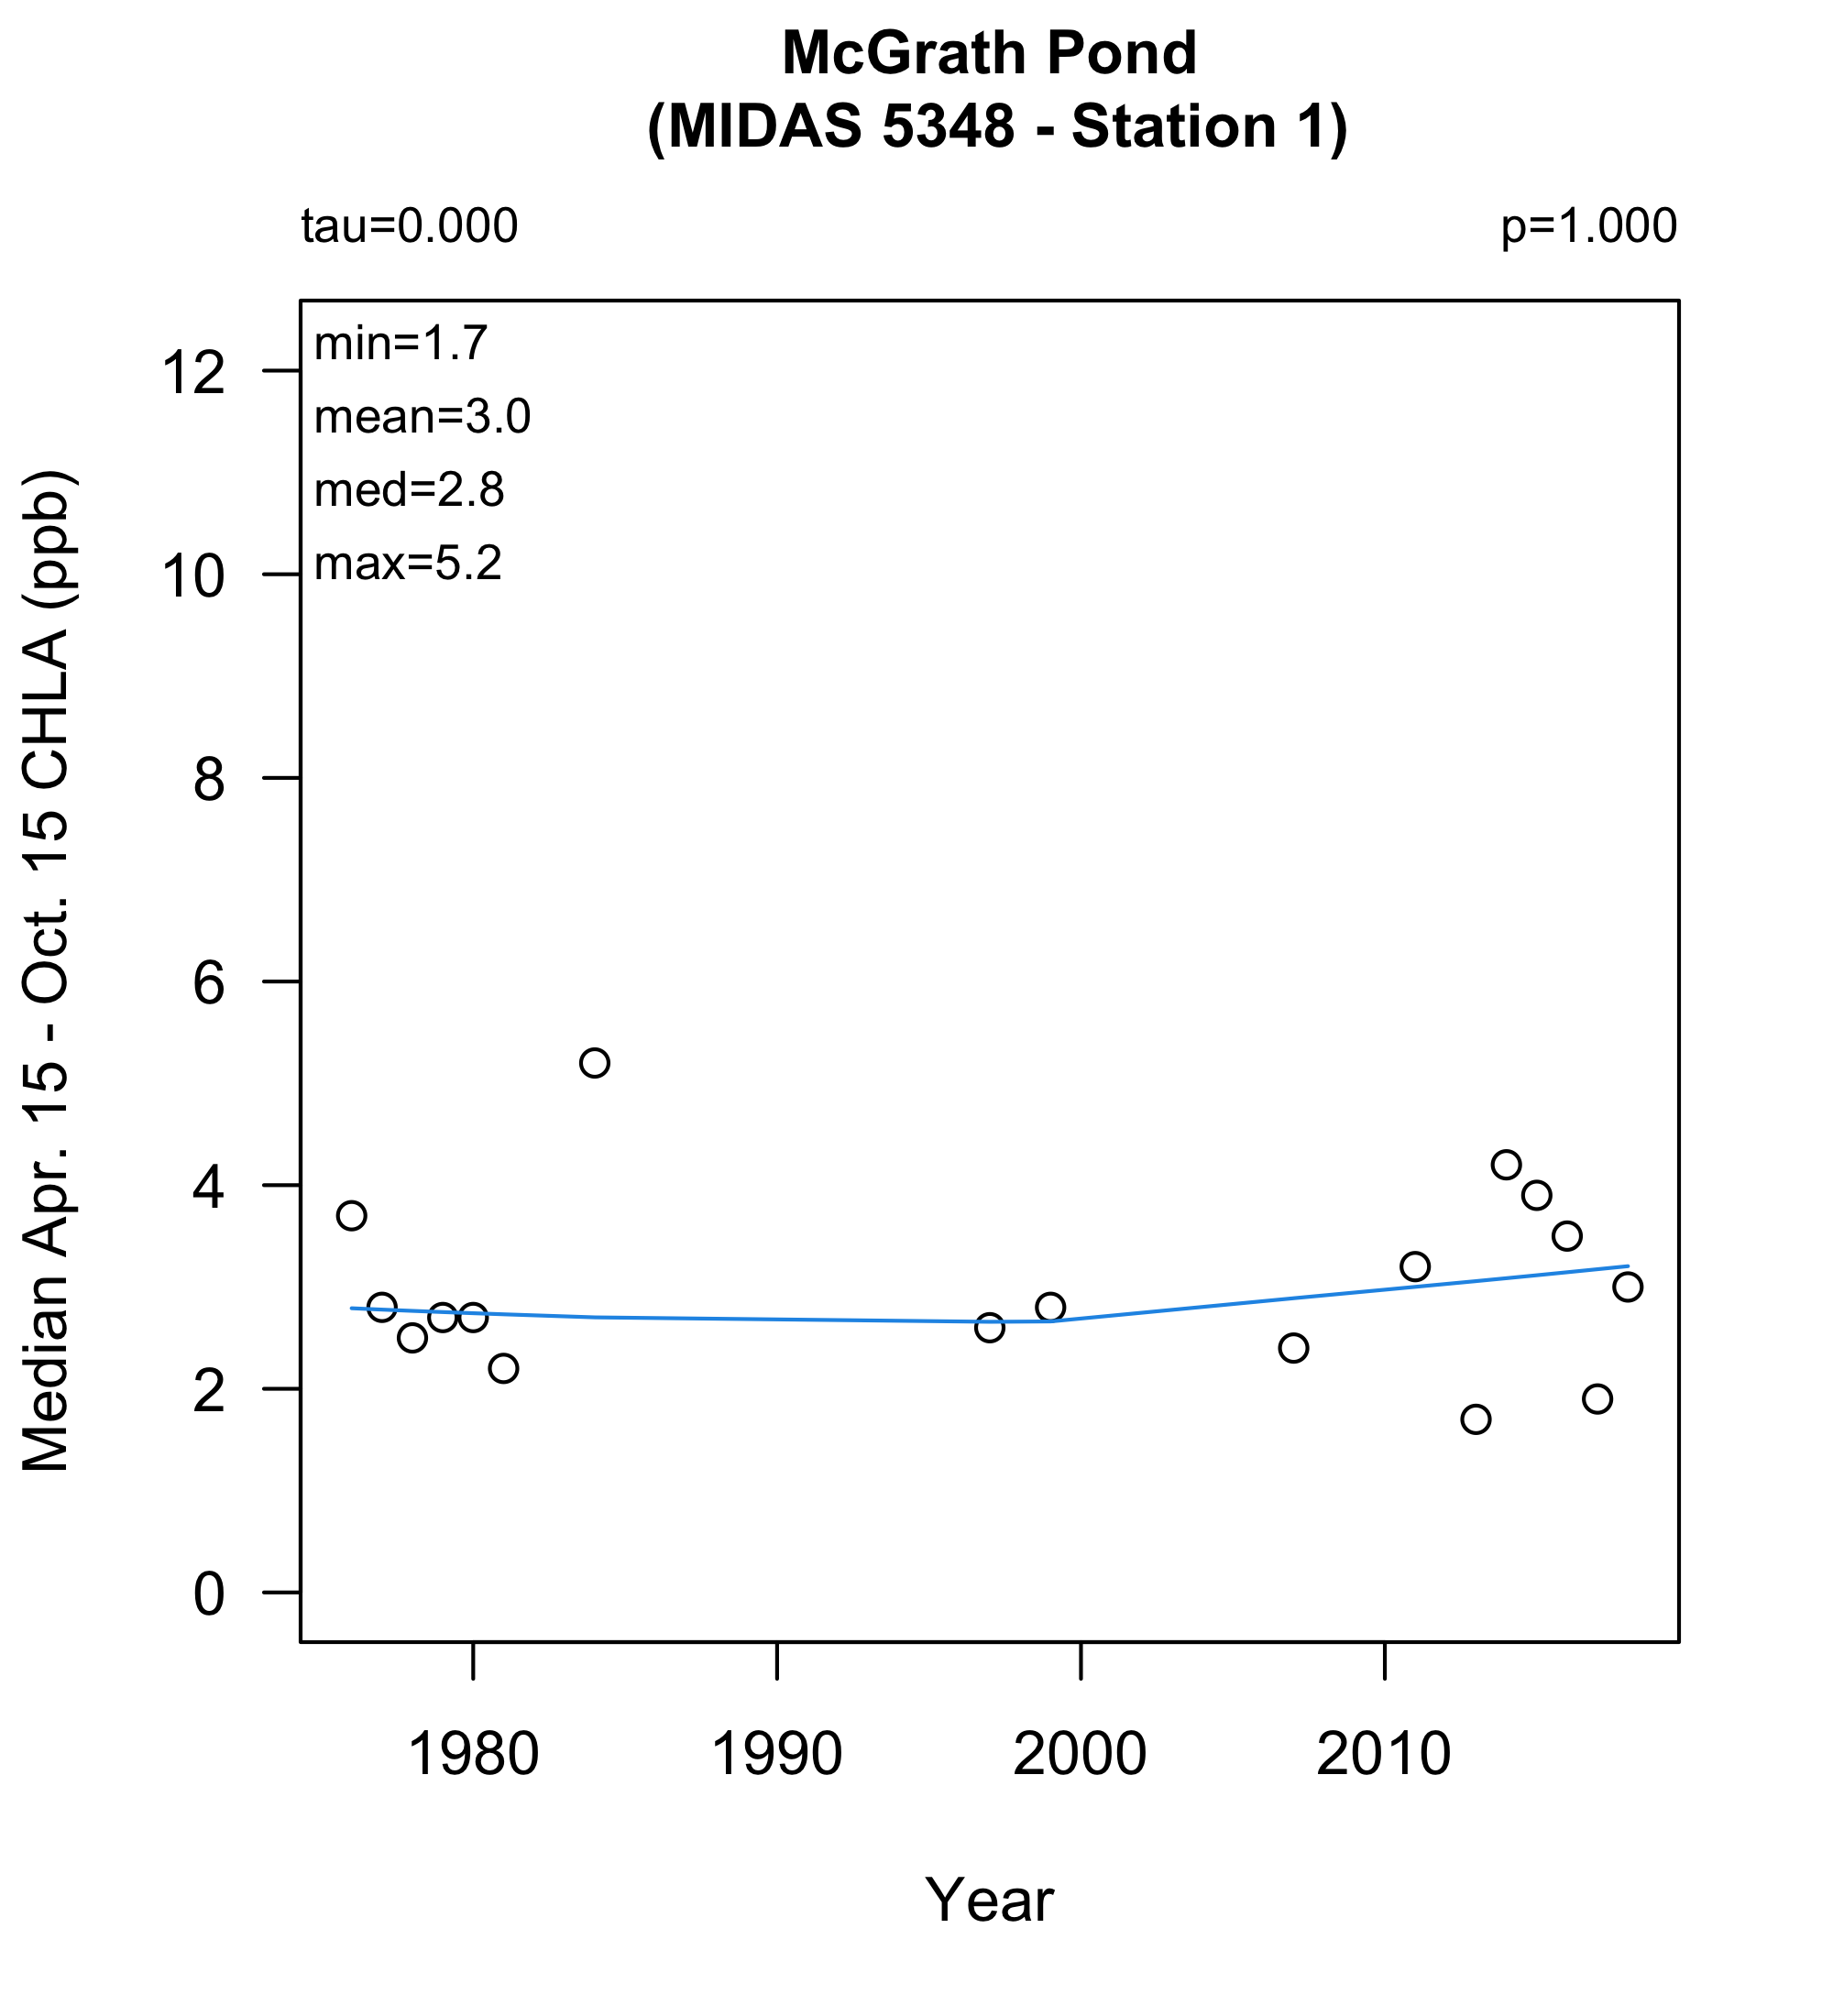 McGrath Pond
(MIDAS 5348 - Station 1)
tau=0.000
p=1.000
min=1.7
mean=3.0
med=2.8
max=5.2
Median Apr. 15 - Oct. 15 CHLA (ppb)
12
10
8
6
4
2
0
1980
1990
2000
2010
Year